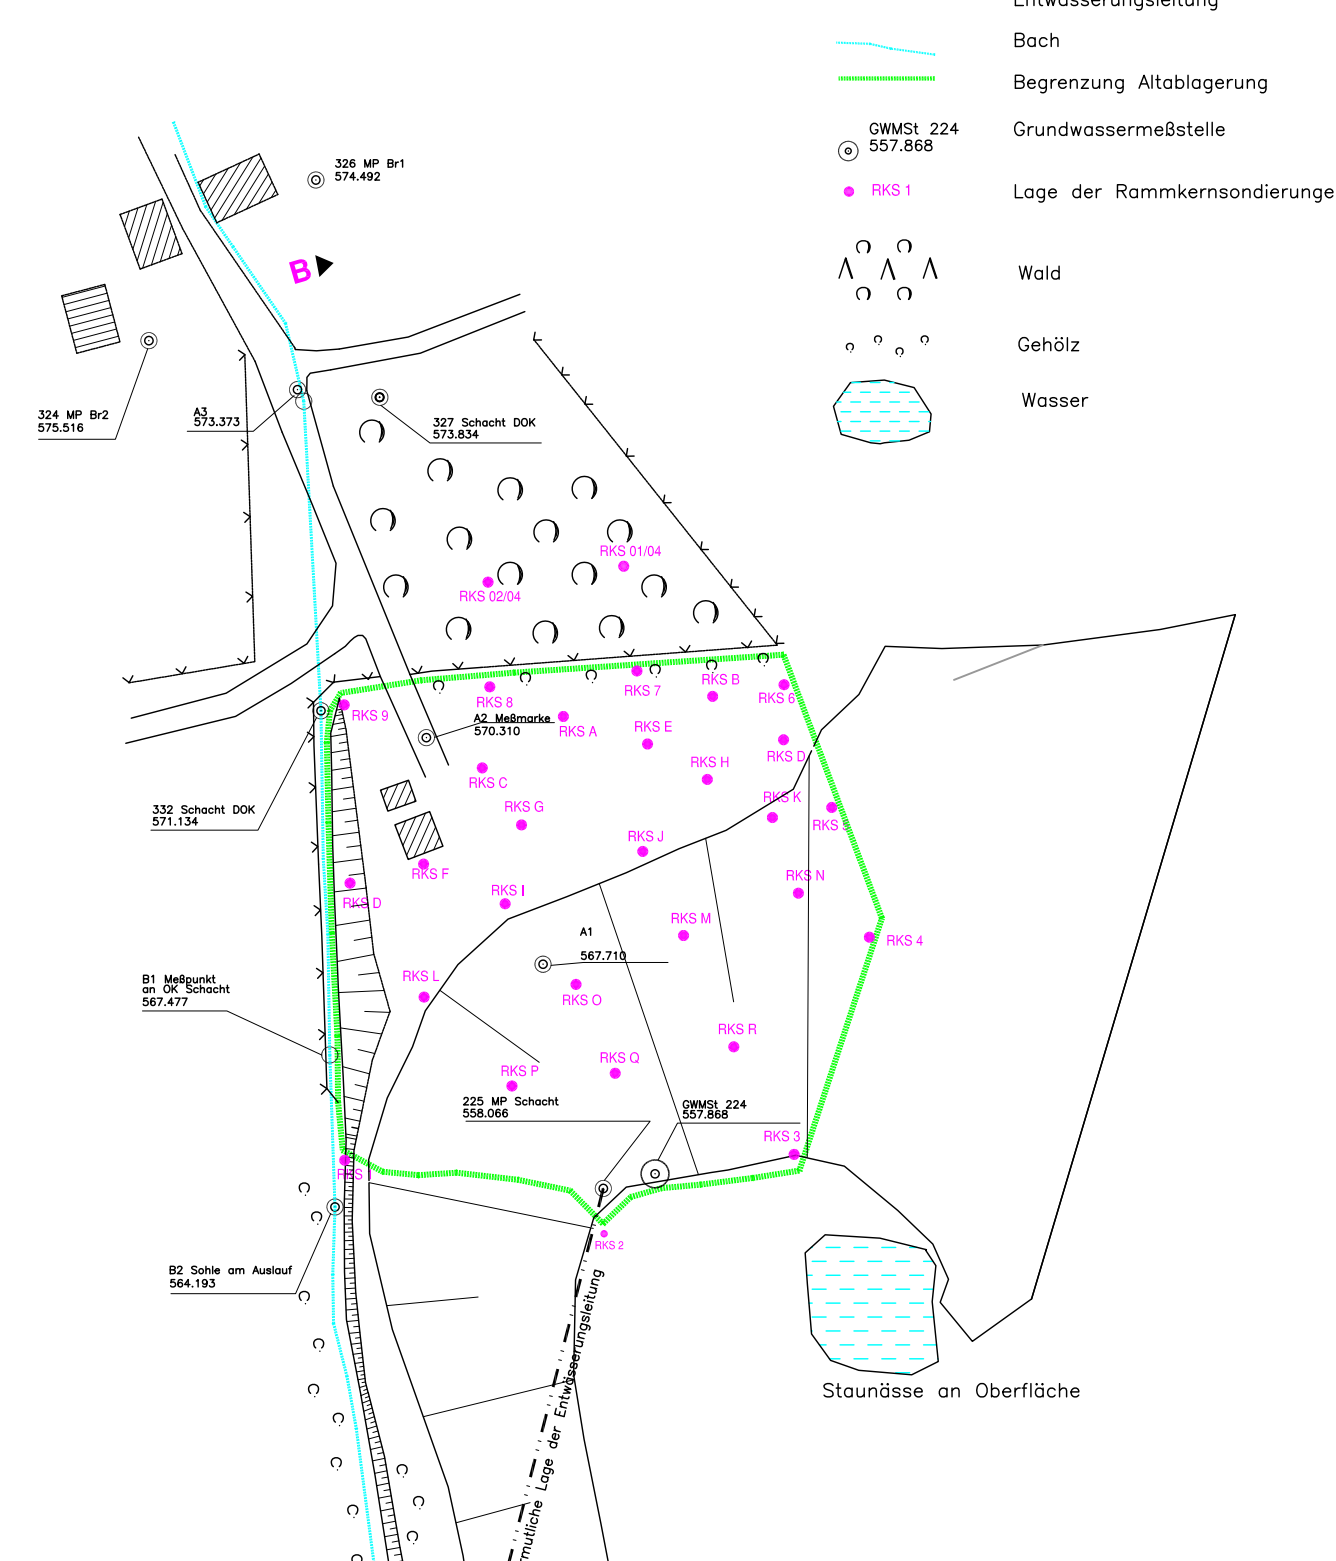 Entwässerungsleitung
Bach
Begrenzung Altablagerung
GWMSt 224
557.868
Grundwassermeßstelle
RKS 1
Lage der Rammkernsondierunge
Wald
Gehölz
Wasser
326 MP Br1
574.492
B
324 MP Br2
575.516
A3
573.373
327 Schacht DOK
573.834
RKS 01/04
RKS 02/04
RKS 7
RKS B
RKS 6
RKS 8
RKS 9
A2 Meßmarke
570.310
RKS A
RKS E
RKS D
RKS C
RKS H
RKS K
RKS 5
332 Schacht DOK
571.134
RKS G
RKS J
RKS F
RKS D
RKS I
RKS N
RKS M
RKS 4
A1
567.710
B1 Meßpunkt
an OK Schacht
567.477
RKS L
RKS O
RKS R
RKS Q
RKS P
225 MP Schacht
558.066
GWMSt 224
557.868
RKS 3
RKS
RKS 2
B2 Sohle am Auslauf
564.193
Lage der Entwässerungsleitung
Staunässe an Oberfläche